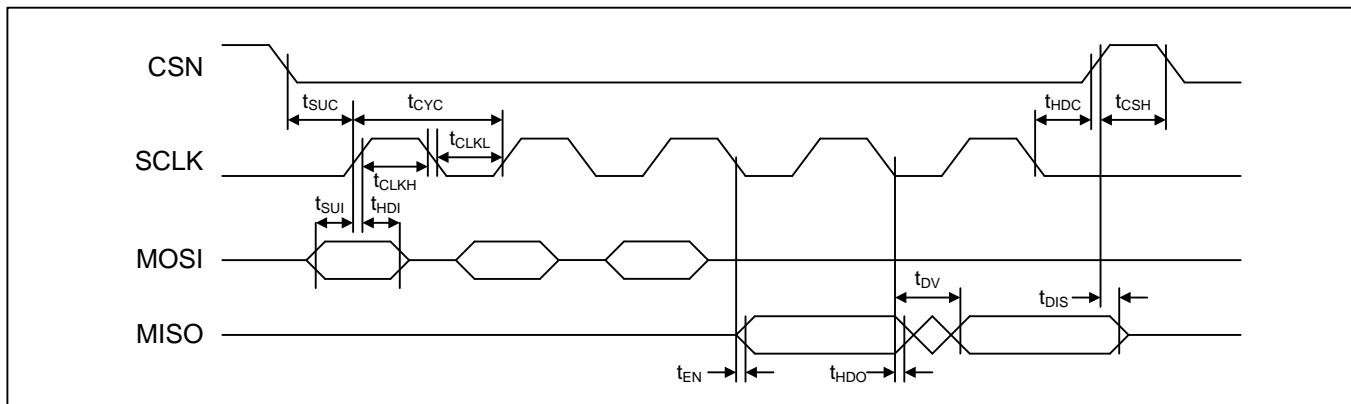 CSN
tSUC
tCYC
tHDC
tCSH
SCLK
tCLKL
tCLKH
tSUI
tHDI
MOSI
tDV
tDIS
MISO
tEN
tHDO